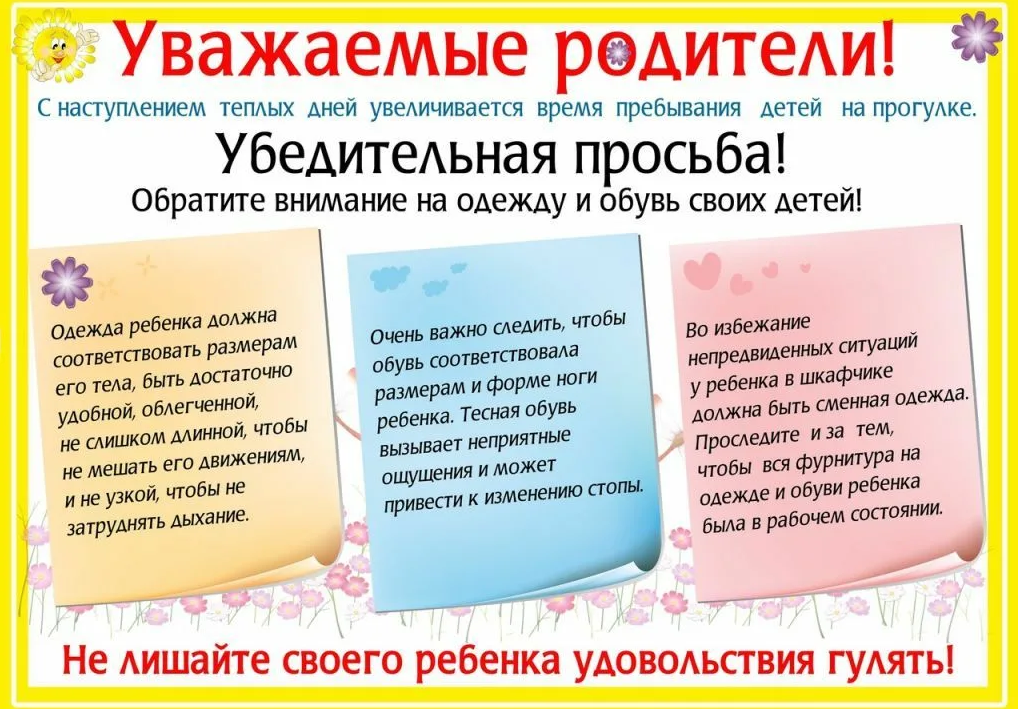 Уважаемые родители!
С наступлением теплых дней увеличивается время пребывания детей на прогулке.
Убедительная просьба!
Обратите внимание на одежду и обувь своих детей!
Одежда ребенка должна
соответствовать размерам
его тела, быть достаточно
удобной, облегченной,
не слишком длинной, чтобы
не мешать его движениям,
и не узкой, чтобы не
затруднять дыхание.
Очень важно следить, чтобы
обувь соответствовала
размерам и форме ноги
ребенка. Тесная обувь
вызывает неприятные
ощущения и может
привести к изменению стопы.
Во избежание
непредвиденных ситуаций
у ребенка в шкафчике
должна быть сменная одежда.
Проследите и за тем,
чтобы вся фурнитура на
одежде и обуви ребенка
была в рабочем состоянии.
Не лишайте своего ребенка удовольствия гулять!